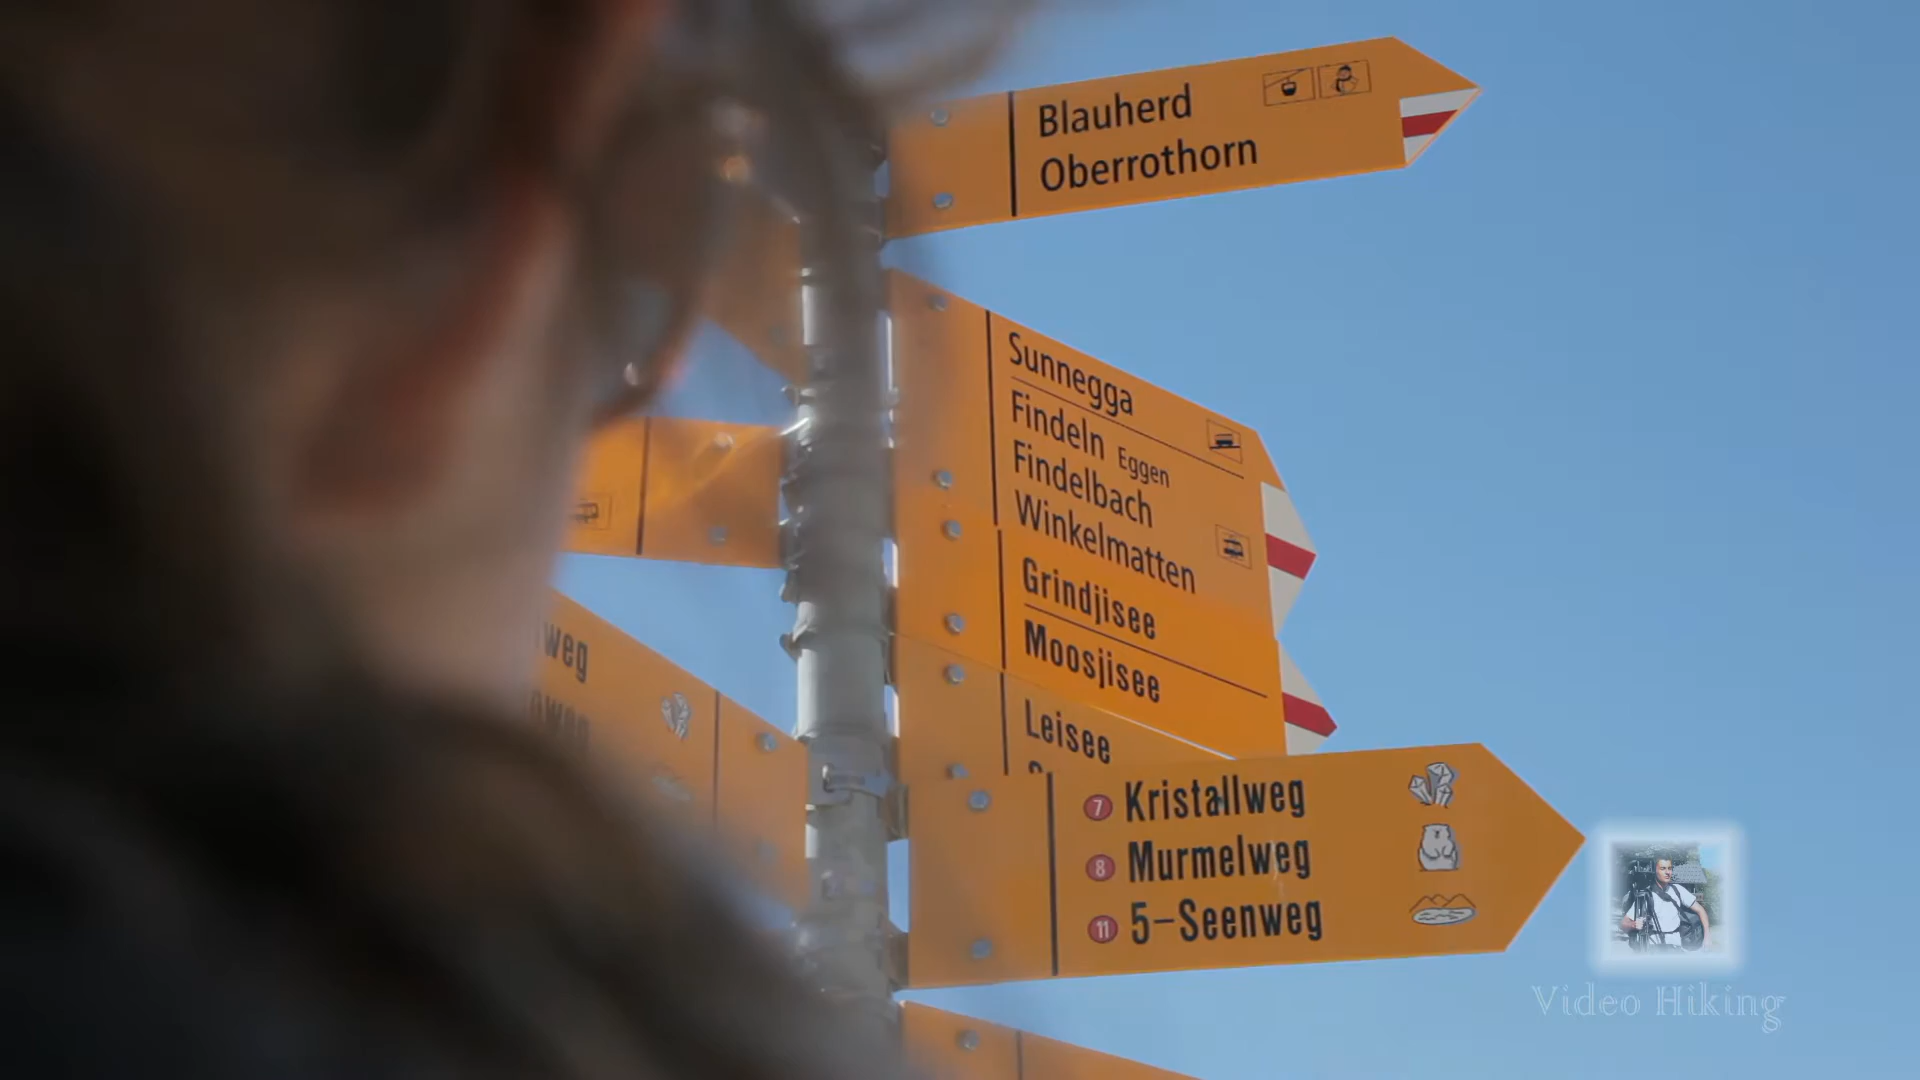 Blauherd
Oberrothorn
Sunnegga
Findeln Eggen
Findelbach
Winkelmatten
Grindjisee
Moosjisee
Leisee
7 Kristallweg
8 Murmelweg
11 5-Seenweg
weg
Video Hiking